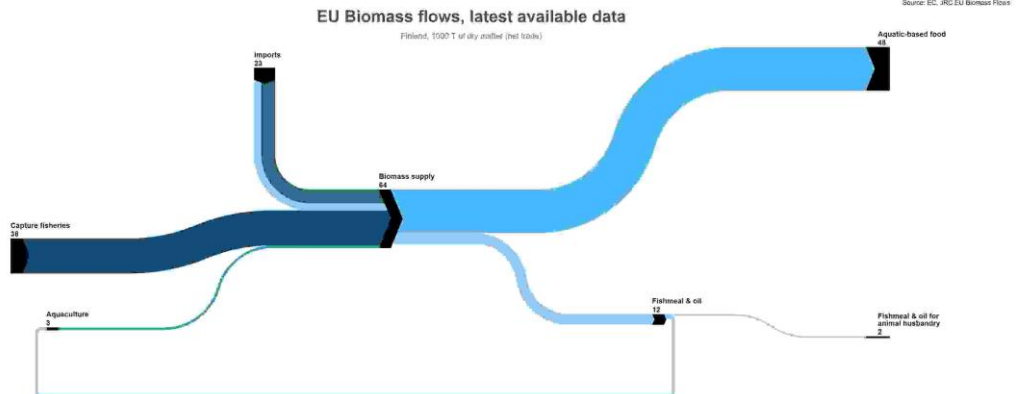 Source: EC, JRC EU Biomass Flows
EU Biomass flows, latest available data
Finland, 1000 T of dry matter (net trade)
Imports
23
Aquatic-based food
48
Biomass supply
64
Capture fisheries
38
Aquaculture
3
Fishmeal & oil
12
Fishmeal & oil for
animal husbandry
2